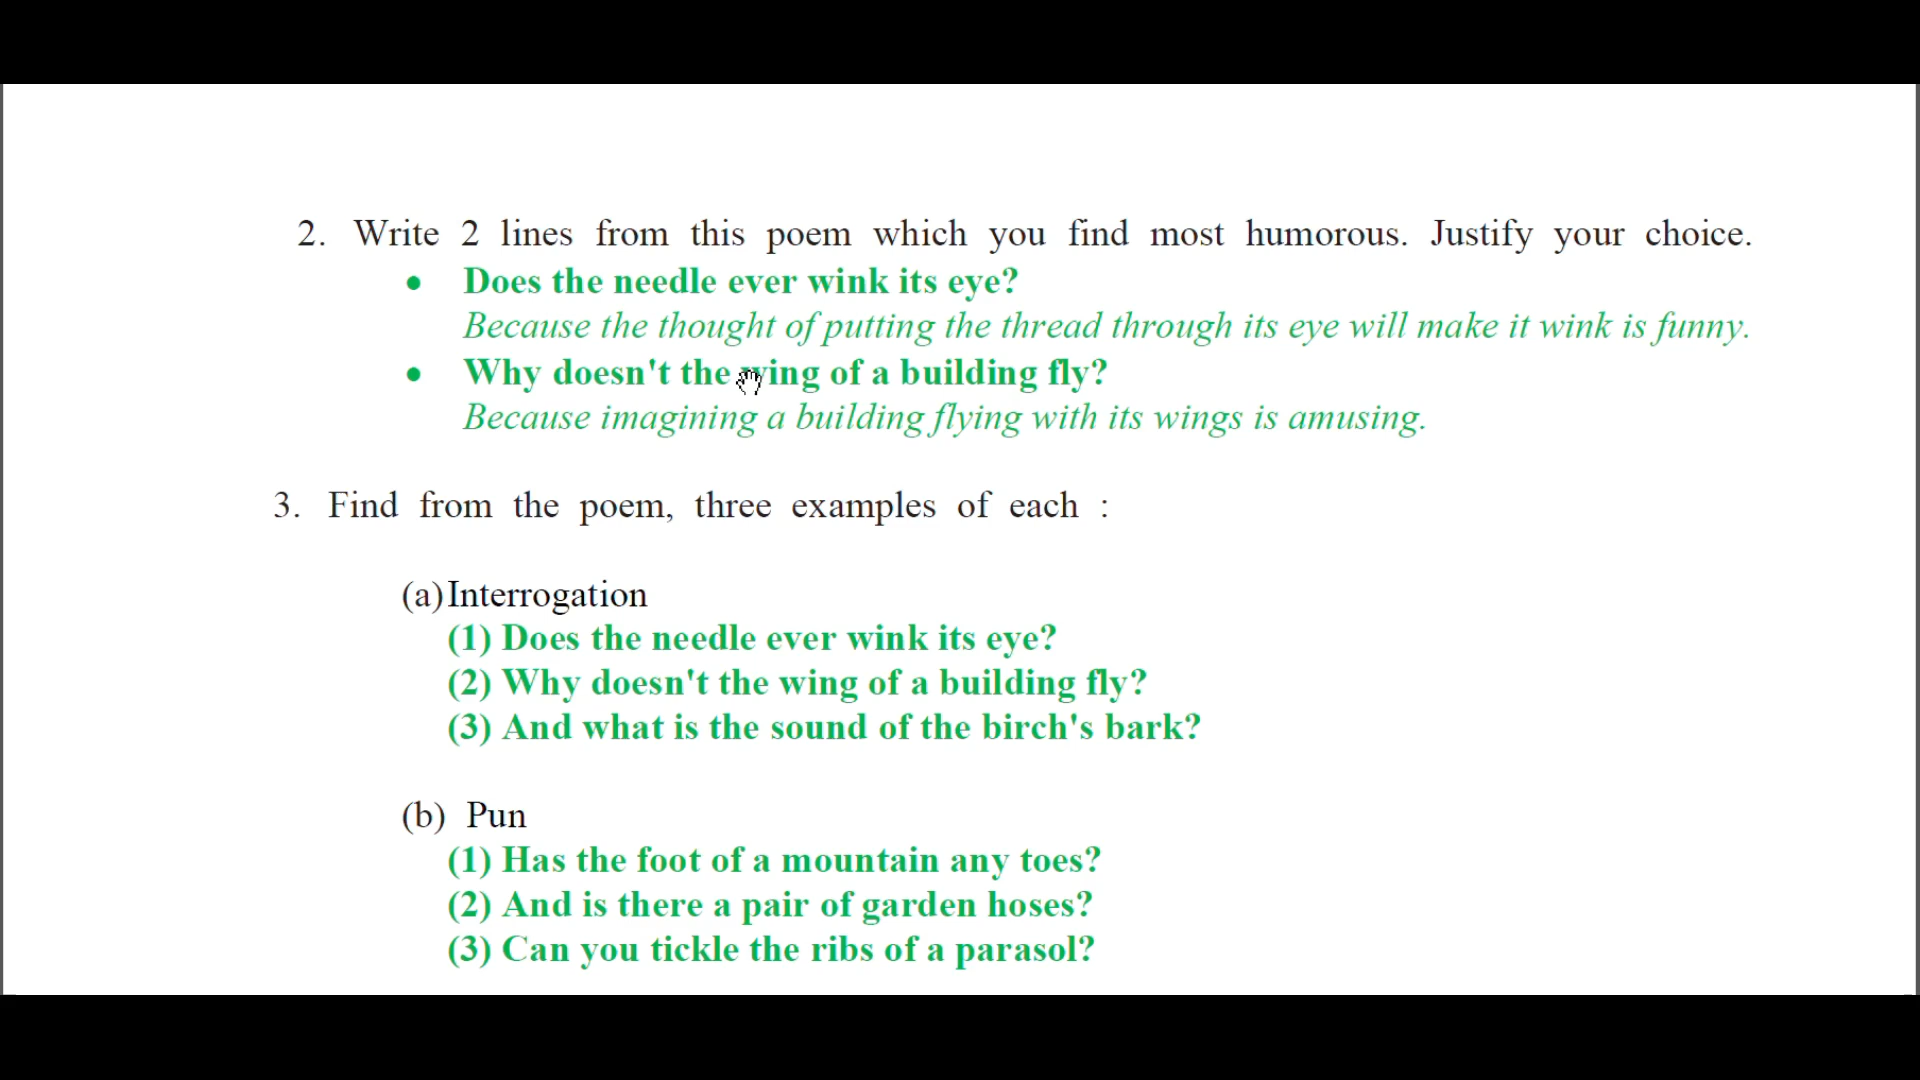 2. Write 2 lines from this poem which you find most humorous. Justify your choice.
• Does the needle ever wink its eye?
Because the thought of putting the thread through its eye will make it wink is funny.
• Why doesn't the wing of a building fly?
Because imagining a building flying with its wings is amusing.
3. Find from the poem, three examples of each :
(a) Interrogation
(1) Does the needle ever wink its eye?
(2) Why doesn't the wing of a building fly?
(3) And what is the sound of the birch's bark?
(b) Pun
(1) Has the foot of a mountain any toes?
(2) And is there a pair of garden hoses?
(3) Can you tickle the ribs of a parasol?